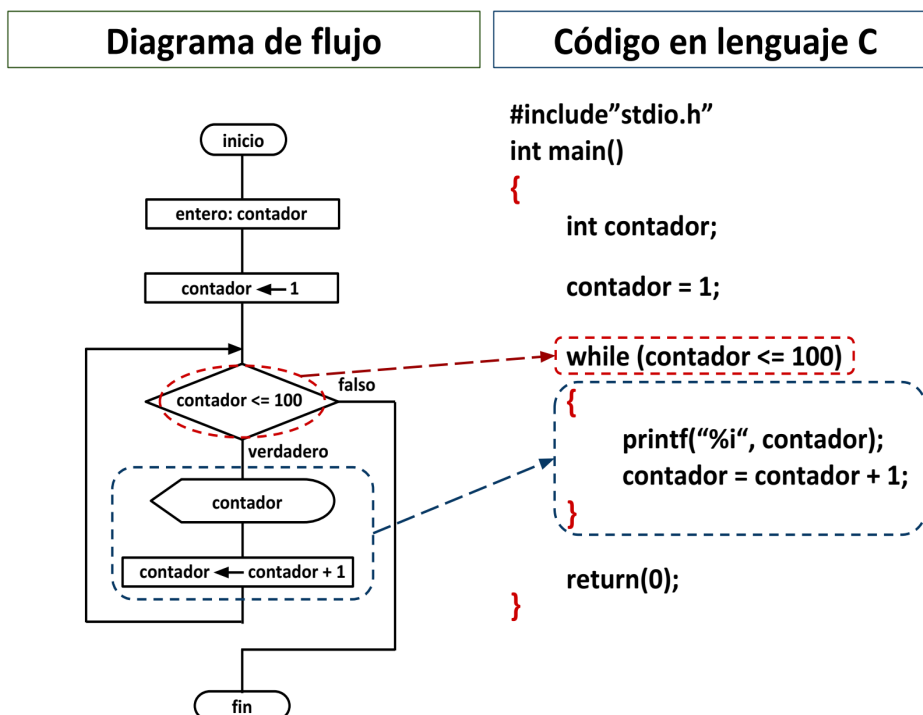 Diagrama de flujo
inicio
entero: contador
contador ← 1
contador <= 100
falso
verdadero
contador
contador ← contador + 1
fin
Código en lenguaje C
#include”stdio.h”
int main()
{
int contador;
contador = 1;
while (contador <= 100)
{
printf(“%i“, contador);
contador = contador + 1;
}
return(0);
}